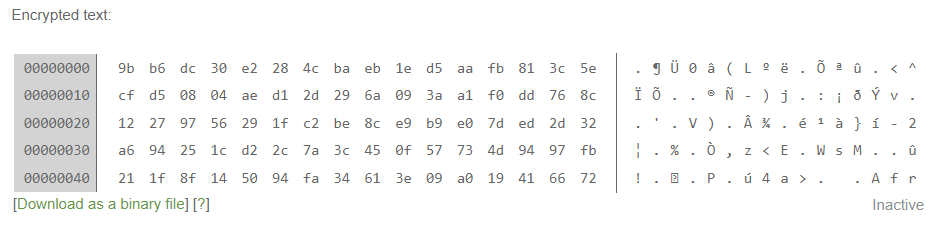 Encrypted text:
00000000 9b b6 dc 30 e2 28 4c ba eb 1e d5 aa fb 81 3c 5e . ¶ Ü 0 â ( L º ë . Õ ª û . < ^
00000010 cf d5 08 04 ae d1 2d 29 6a 09 3a a1 f0 dd 76 8c Ï Õ . . ® Ñ - ) j . : ¡ ð Ý v .
00000020 12 27 97 56 29 1f c2 be 8c e9 b9 e0 7d ed 2d 32 . ' . V ) . Â ¾ . é ¹ à } í - 2
00000030 a6 94 25 1c d2 2c 7a 3c 45 0f 57 73 4d 94 97 fb ¦ . % . Ò , z < E . W s M . . û
00000040 21 1f 8f 14 50 94 fa 34 61 3e 09 a0 19 41 66 72 ! . . P . ú 4 a > . . A f r
[Download as a binary file] [?]
Inactive